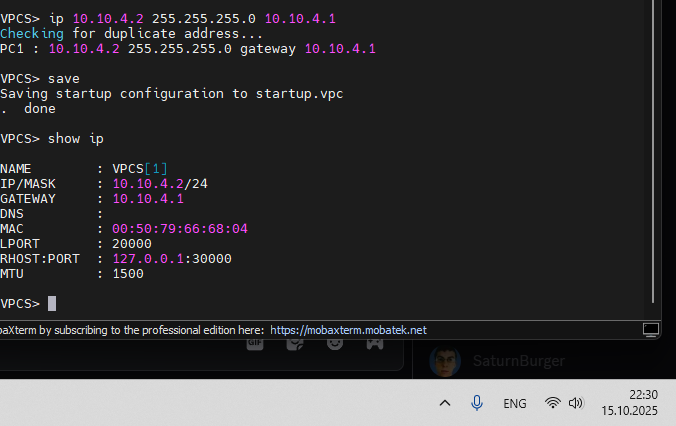 VPCS> ip 10.10.4.2 255.255.255.0 10.10.4.1
Checking for duplicate address...
PC1 : 10.10.4.2 255.255.255.0 gateway 10.10.4.1
VPCS> save
Saving startup configuration to startup.vpc
.  done
VPCS> show ip
NAME        : VPCS[1]
IP/MASK     : 10.10.4.2/24
GATEWAY     : 10.10.4.1
DNS         :
MAC         : 00:50:79:66:68:04
LPORT       : 20000
RHOST:PORT  : 127.0.0.1:30000
MTU         : 1500
VPCS>
baXterm by subscribing to the professional edition here: https://mobaxterm.mobatek.net
GIF
SaturnBurger
ENG
22:30
15.10.2025